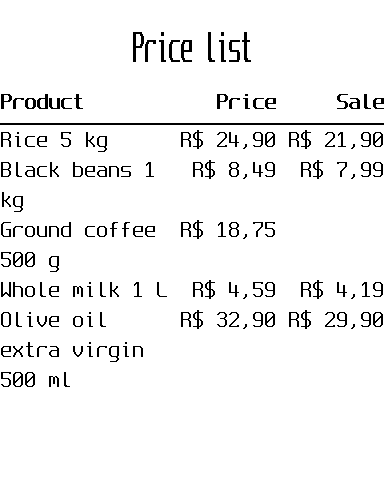 Price list
Product Price Sale
Rice 5 kg R$ 24,90 R$ 21,90
Black beans 1 R$ 8,49 R$ 7,99
kg
Ground coffee R$ 18,75
500 g
Whole milk 1 L R$ 4,59 R$ 4,19
Olive oil R$ 32,90 R$ 29,90
extra virgin
500 ml